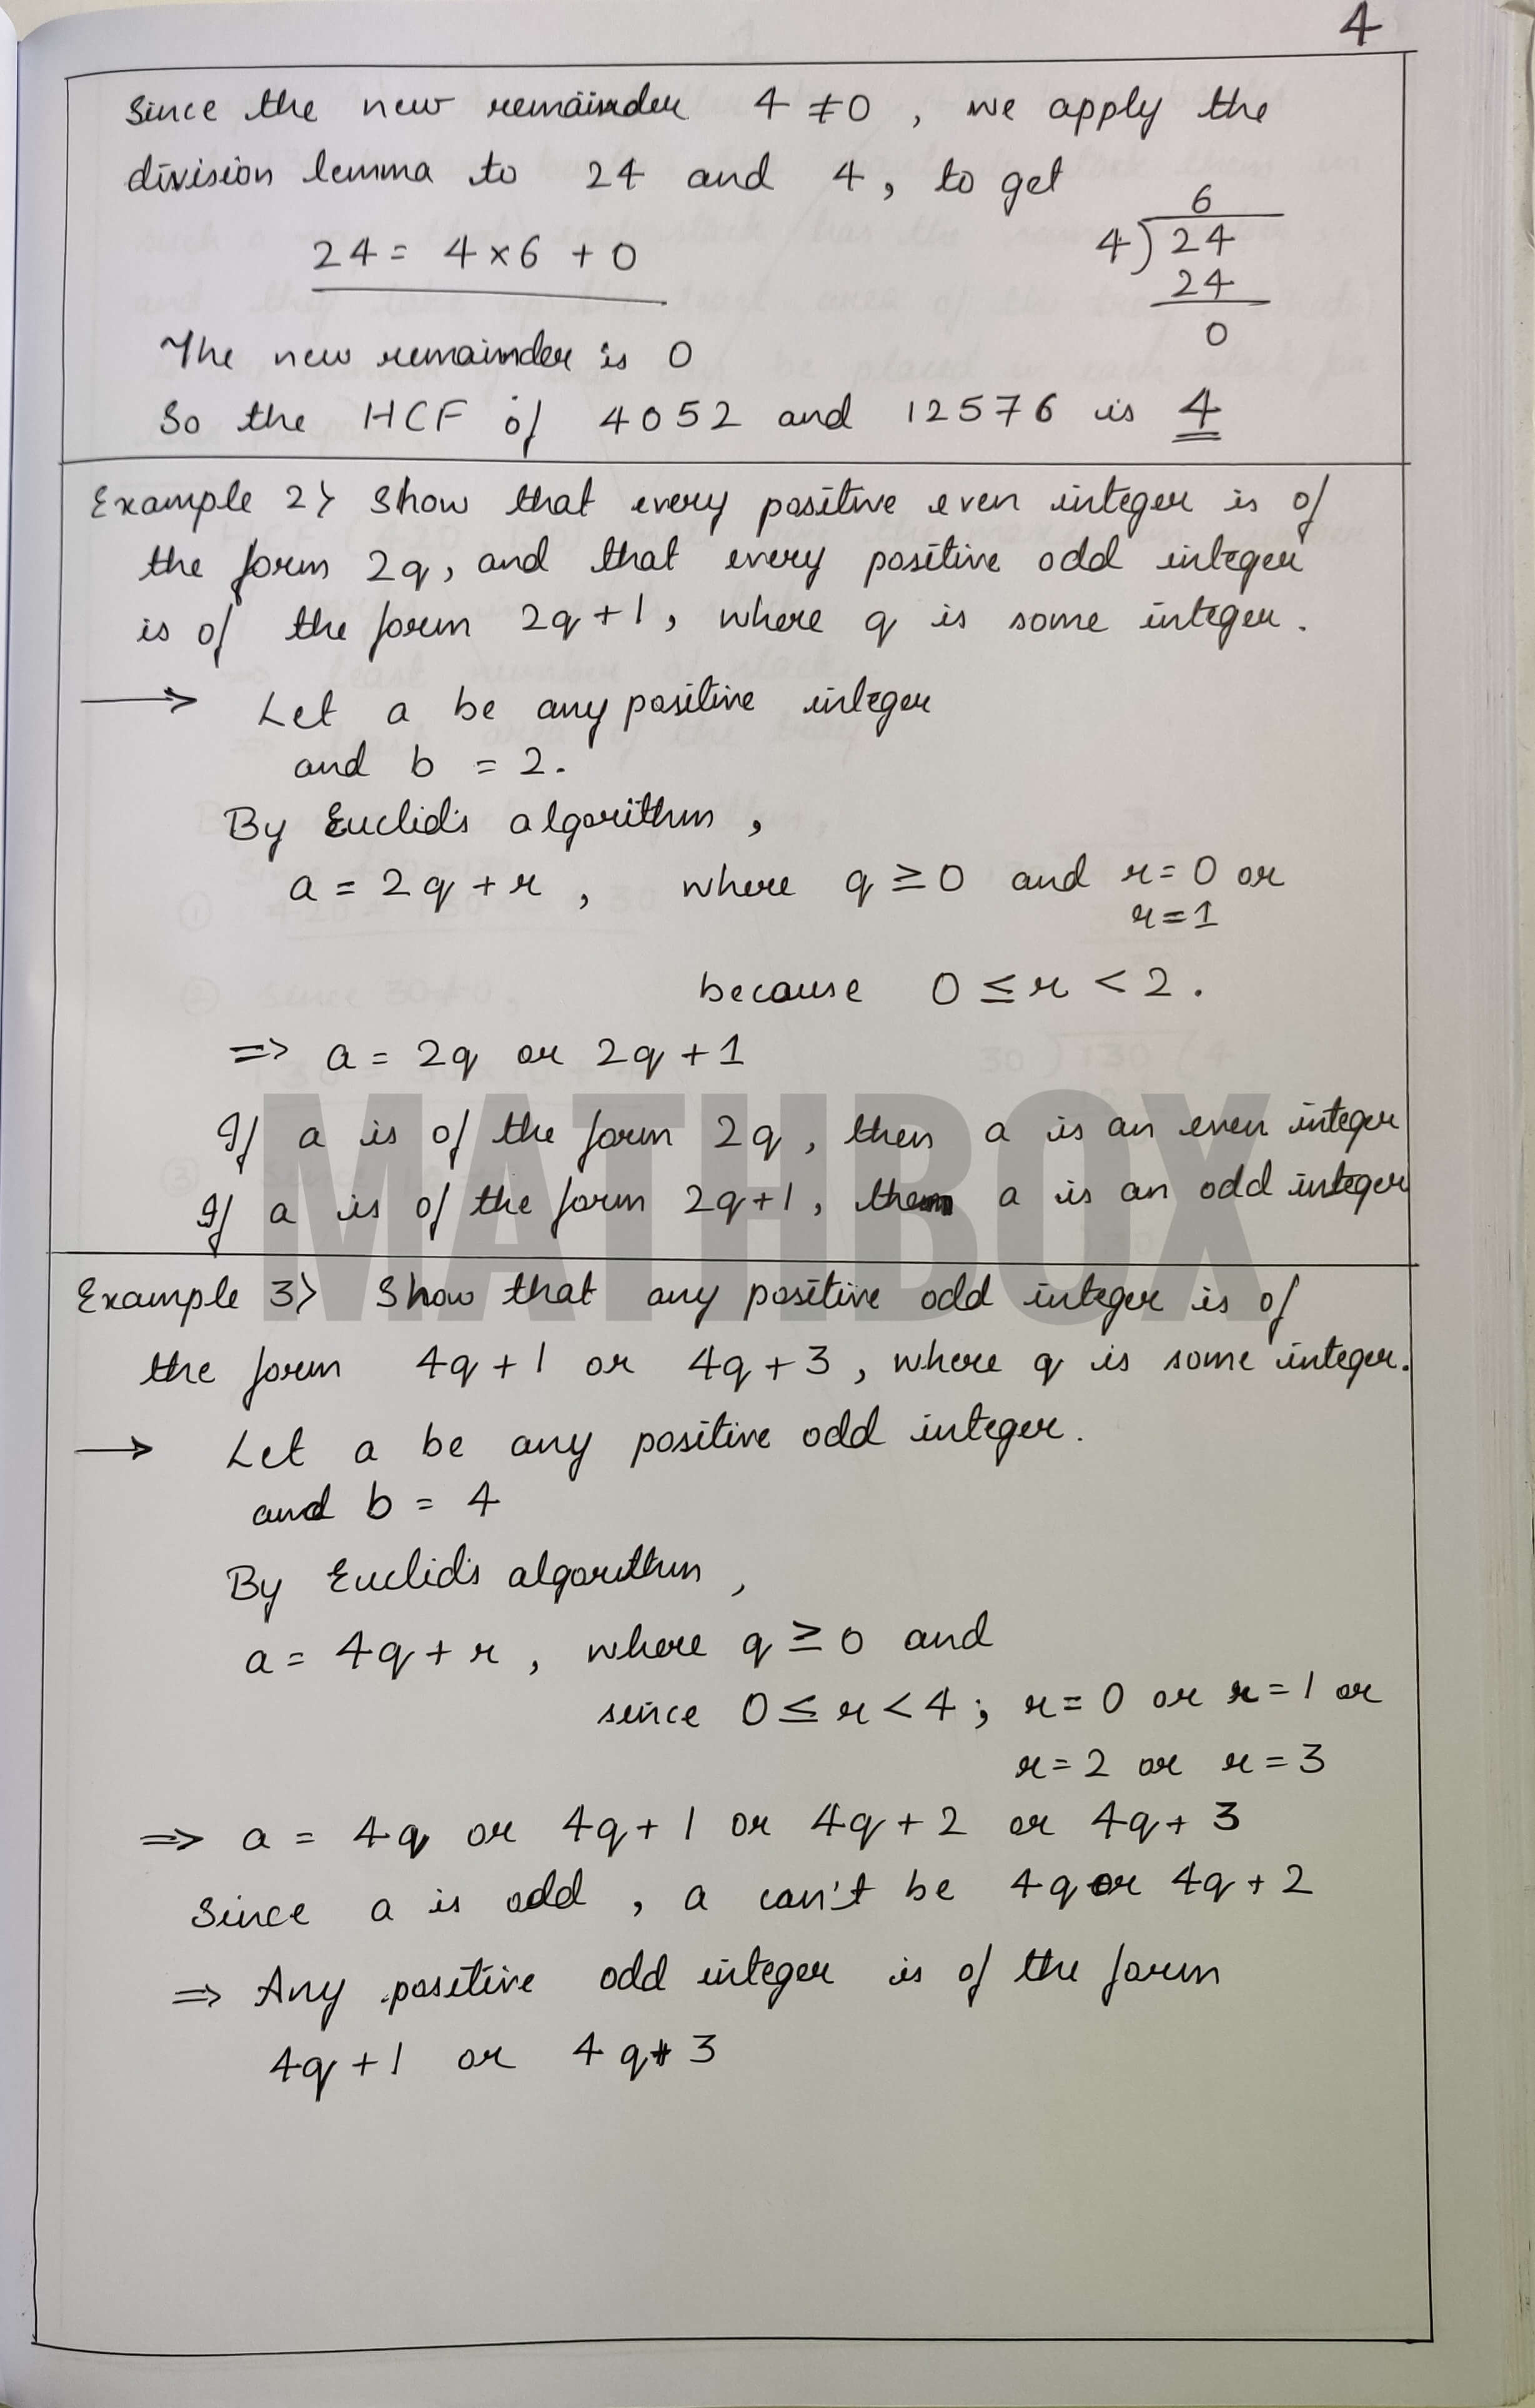 4
Since the new remainder 4 ≠ 0, we apply the
division lemma to 24 and 4, to get
24 = 4 × 6 + 0
6
4) 24
24
0
The new remainder is 0
So the HCF of 4052 and 12576 is 4
Example 2> Show that every positive even integer is of
the form 2q, and that every positive odd integer
is of the form 2q+1, where q is some integer.
→ Let a be any positive integer
and b = 2.
By Euclid's algorithm,
a = 2q + r, where q ≥ 0 and r = 0 or
r = 1
because 0 ≤ r < 2.
=> a = 2q or 2q + 1
If a is of the form 2q, then a is an even integer
If a is of the form 2q+1, then a is an odd integer
MATHBOX
Example 3> Show that any positive odd integer is of
the form 4q + 1 or 4q + 3, where q is some integer.
→ Let a be any positive odd integer.
and b = 4
By Euclid's algorithm,
a = 4q + r, where q ≥ 0 and
since 0 ≤ r < 4; r = 0 or r = 1 or
r = 2 or r = 3
=> a = 4q or 4q + 1 or 4q + 2 or 4q + 3
Since a is odd, a can't be 4q or 4q + 2
=> Any positive odd integer is of the form
4q + 1 or 4q + 3